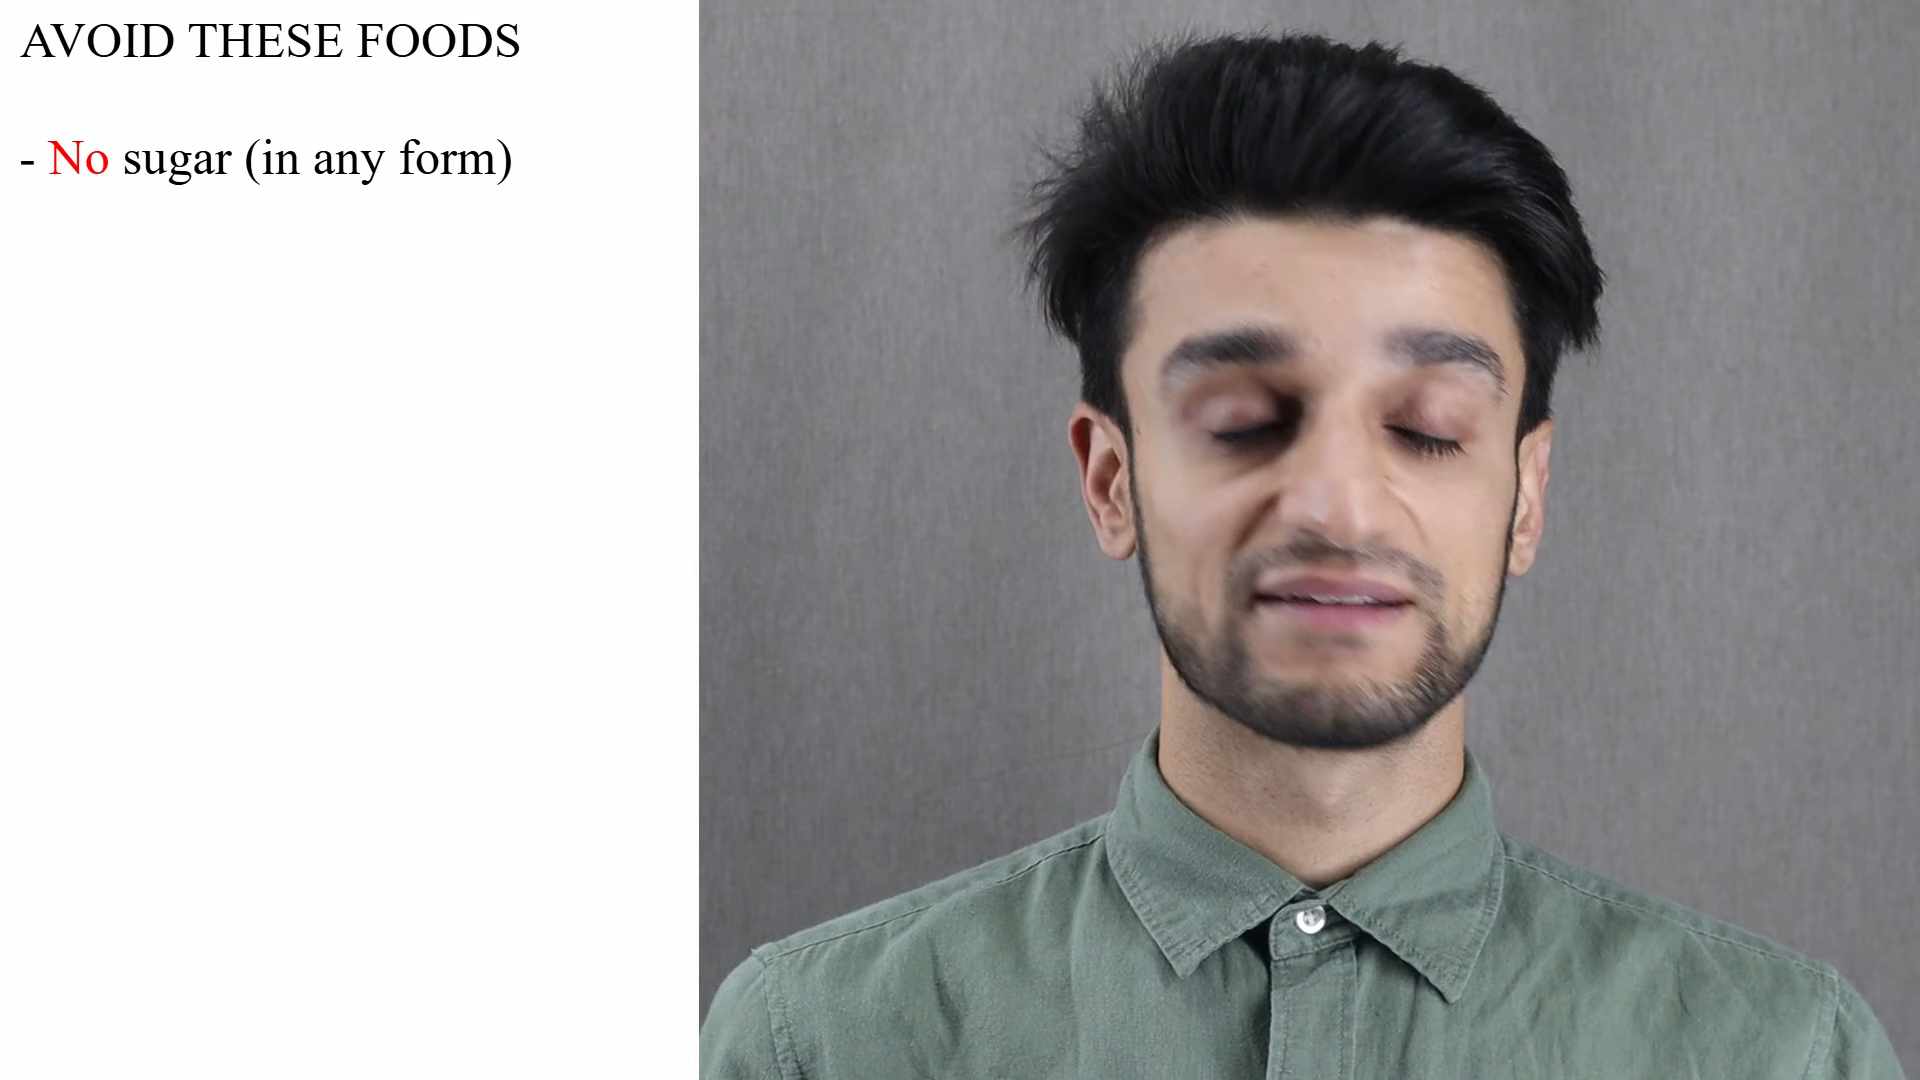 AVOID THESE FOODS
- No sugar (in any form)